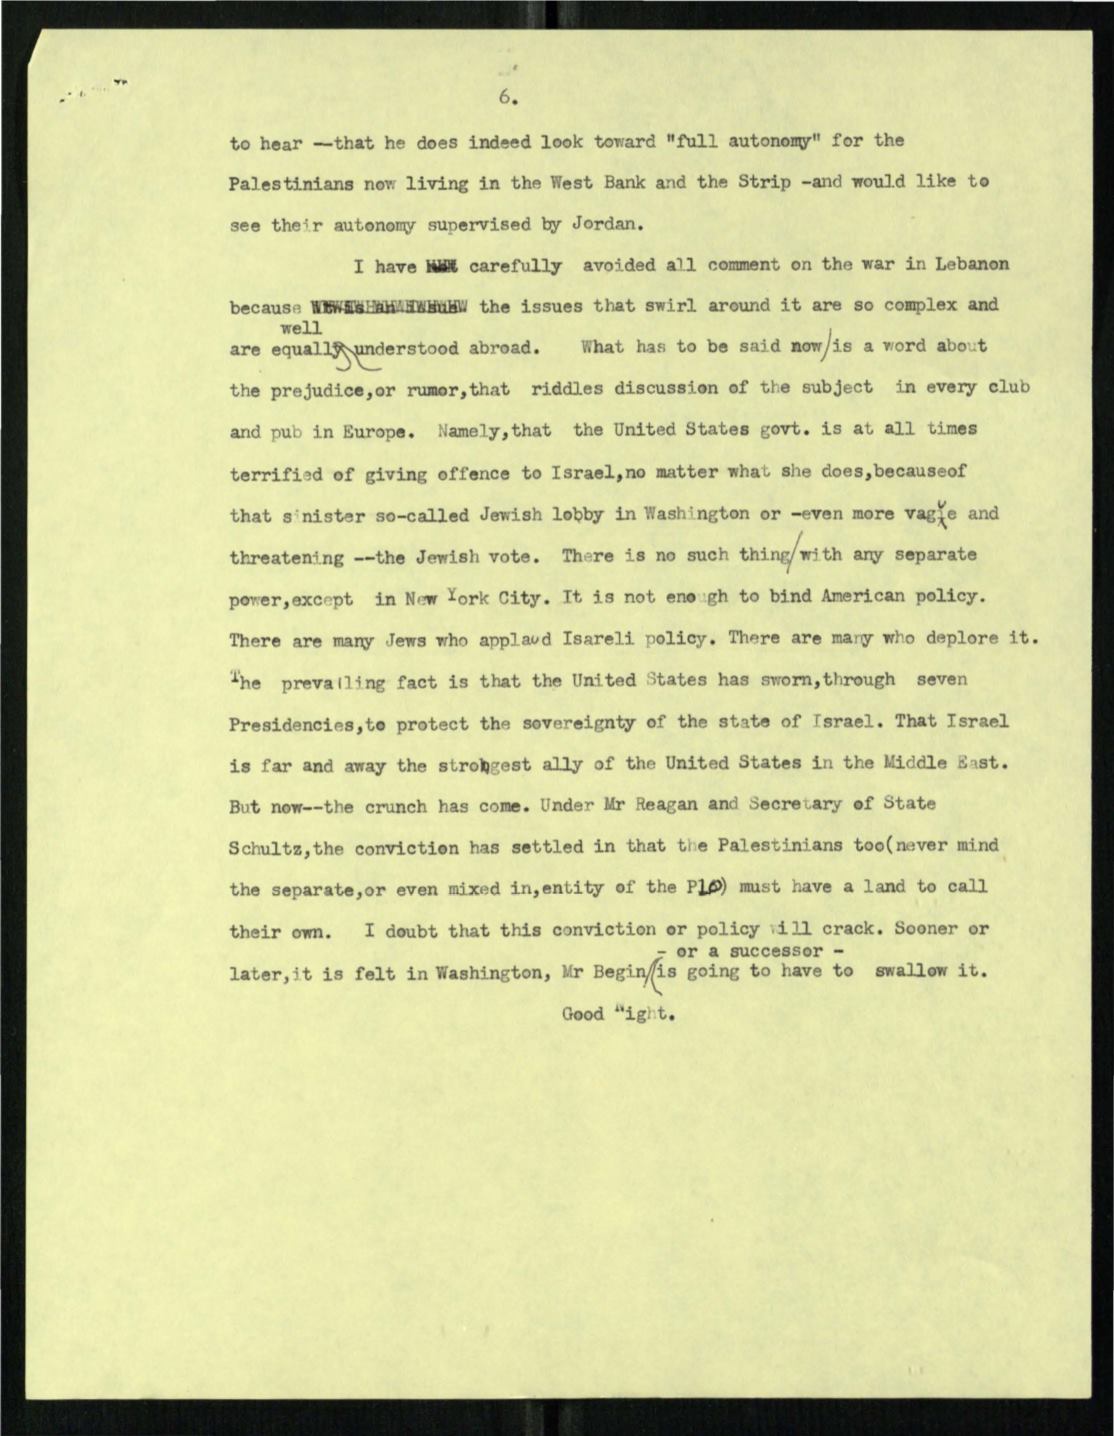 6.
to hear —that he does indeed look toward "full autonomy" for the
Palestinians now living in the West Bank and the Strip -and would like to
see their autonomy supervised by Jordan.
I have carefully avoided all comment on the war in Lebanon
because the issues that swirl around it are so complex and
well
are equally understood abroad. What has to be said now/is a word about
the prejudice,or rumor,that riddles discussion of the subject in every club
and pub in Europe. Namely,that the United States govt. is at all times
terrified of giving offence to Israel,no matter what she does,becauseof
that sinister so-called Jewish lobby in Washington or -even more vague and
threatening --the Jewish vote. There is no such thing/with any separate
power,except in New York City. It is not enough to bind American policy.
There are many Jews who applaud Isareli policy. There are many who deplore it.
The prevailing fact is that the United States has sworn,through seven
Presidencies,to protect the sovereignty of the state of Israel. That Israel
is far and away the strongest ally of the United States in the Middle East.
But now--the crunch has come. Under Mr Reagan and Secretary of State
Schultz,the conviction has settled in that the Palestinians too(never mind
the separate,or even mixed in,entity of the PLO) must have a land to call
their own. I doubt that this conviction or policy will crack. Sooner or
- or a successor -
later,it is felt in Washington, Mr Begin/is going to have to swallow it.
Good Night.